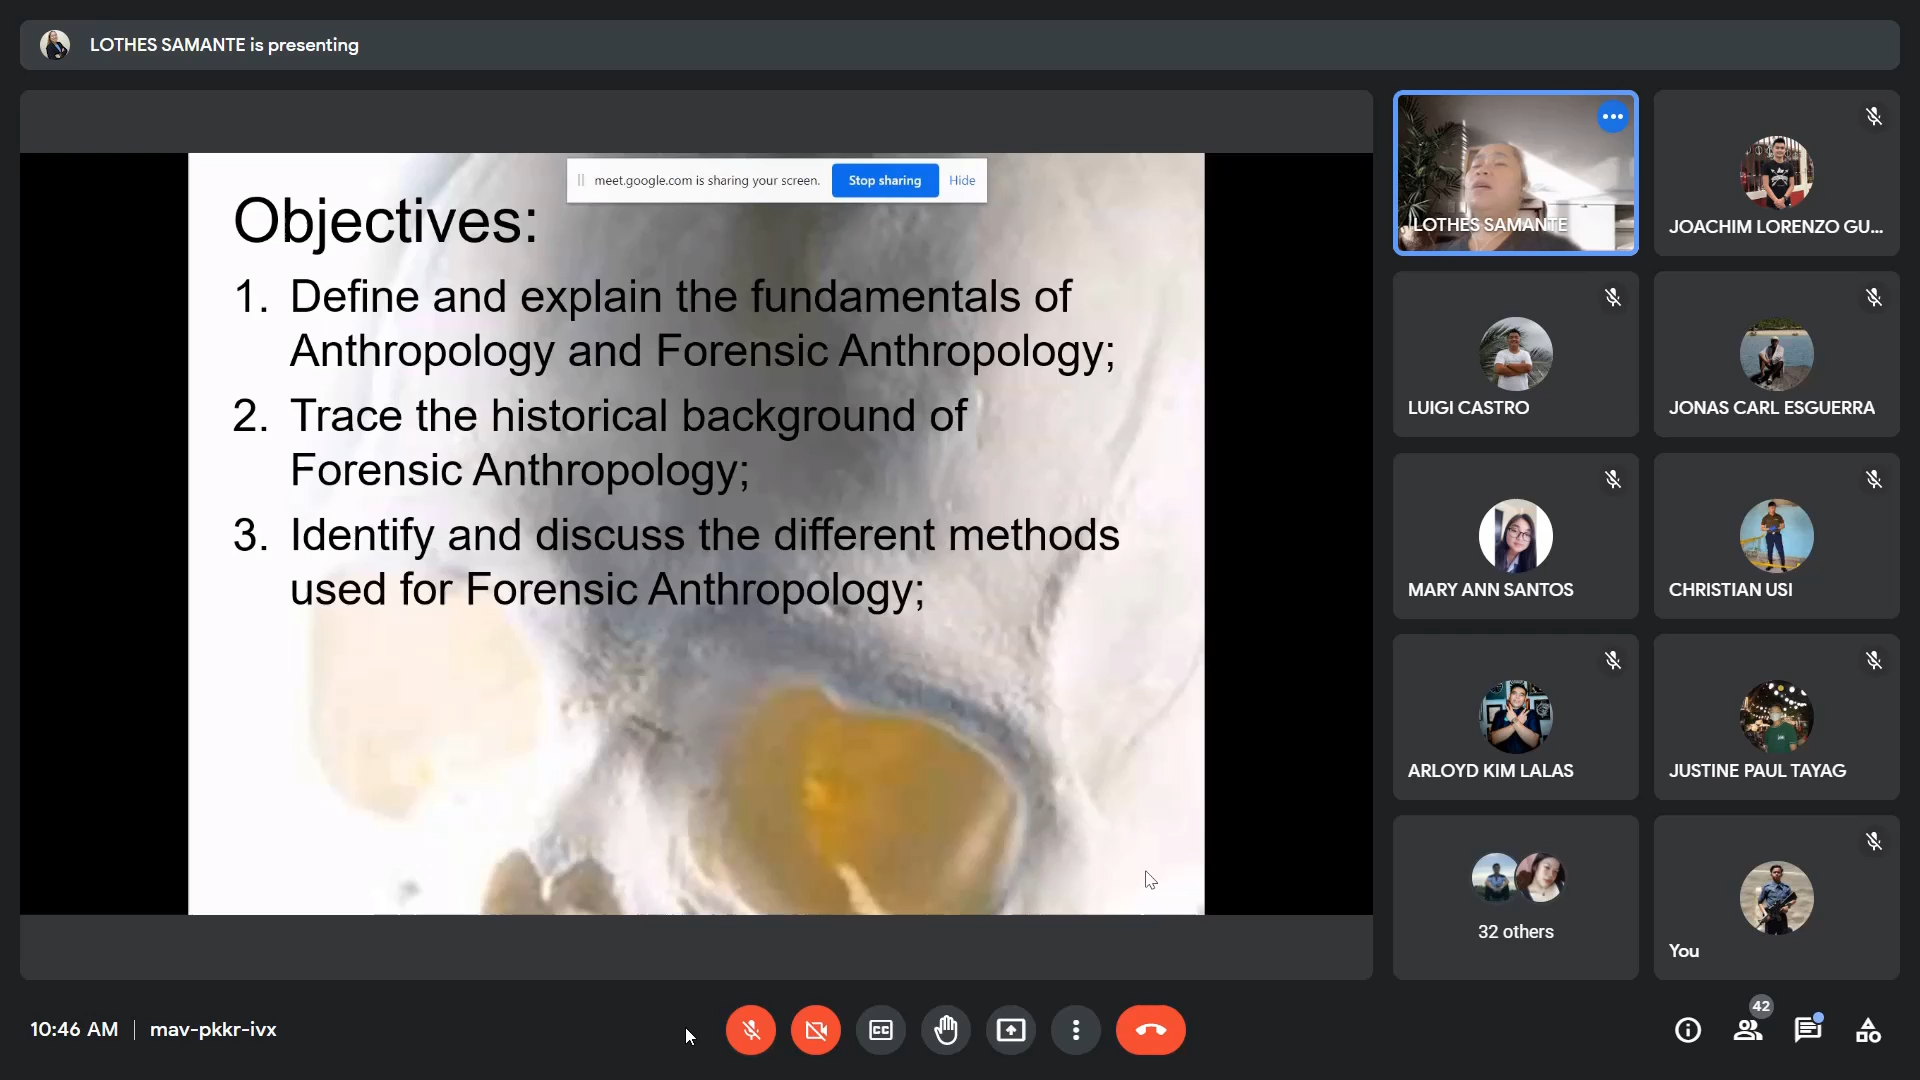 LOTHES SAMANTE is presenting
meet.google.com is sharing your screen. Stop sharing Hide
Objectives:
1. Define and explain the fundamentals of
Anthropology and Forensic Anthropology;
2. Trace the historical background of
Forensic Anthropology;
3. Identify and discuss the different methods
used for Forensic Anthropology;
LOTHES SAMANTE
JOACHIM LORENZO GU...
LUIGI CASTRO
JONAS CARL ESGUERRA
MARY ANN SANTOS
CHRISTIAN USI
ARLOYD KIM LALAS
JUSTINE PAUL TAYAG
32 others
You
10:46 AM | mav-pkkr-ivx
CC
42